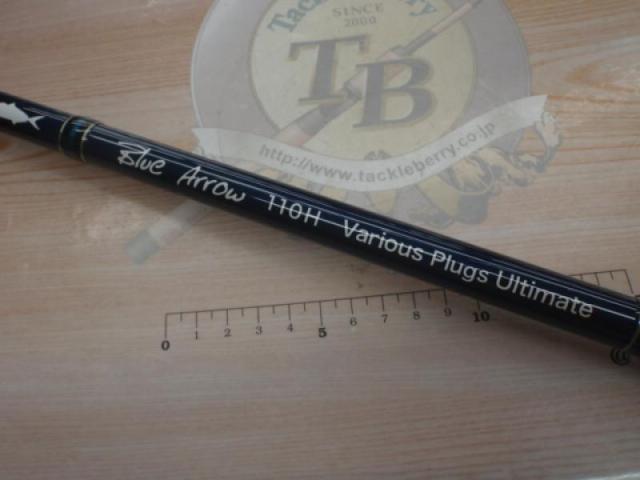 Tackleberry
SINCE
2000
TB
http://www.tackleberry.co.jp
Blue Arrow 110H Various Plugs Ultimate
0 1 2 3 4 5 6 7 8 9 10